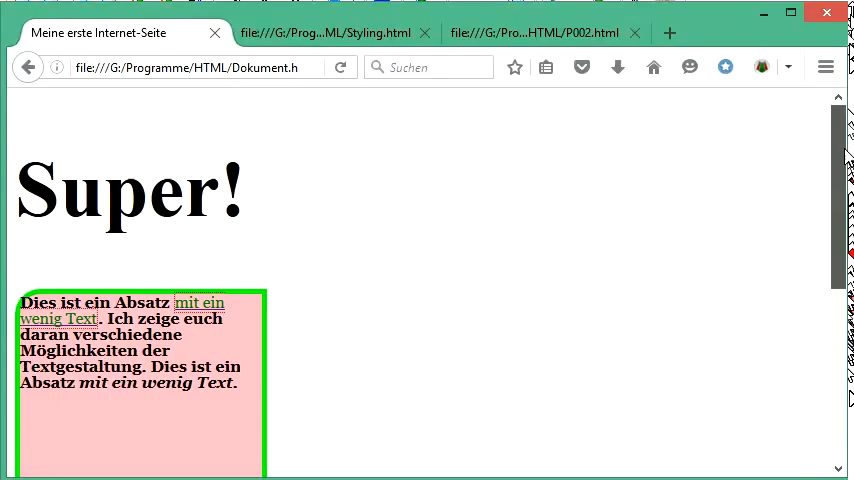 Meine erste Internet-Seite
file:///G:/Prog...ML/Styling.html
file:///G:/Pro...HTML/P002.html
file:///G:/Programme/HTML/Dokument.h
Suchen
Super!
Dies ist ein Absatz mit ein
wenig Text. Ich zeige euch
daran verschiedene
Möglichkeiten der
Textgestaltung. Dies ist ein
Absatz mit ein wenig Text.